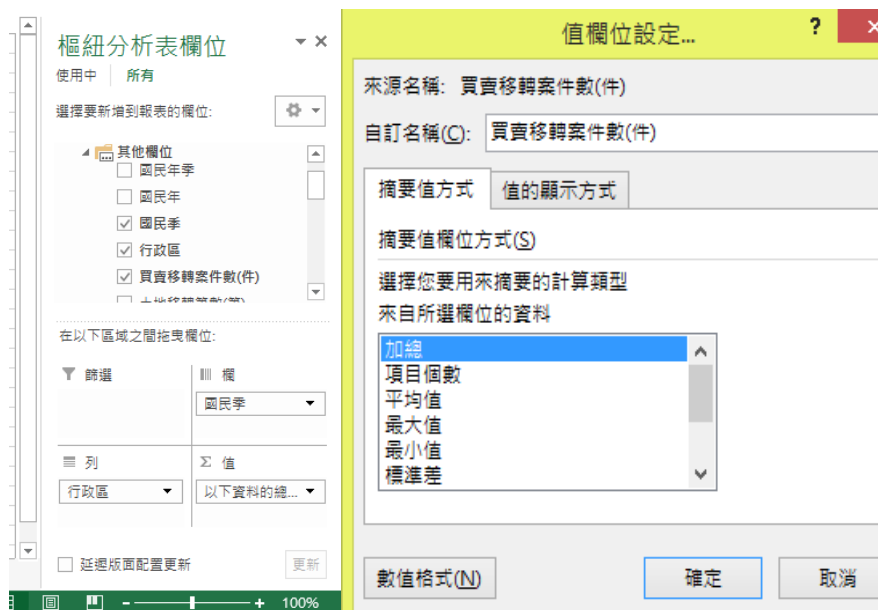 樞紐分析表欄位
使用中 所有
選擇要新增到報表的欄位:
其他欄位
國民年季
國民年
國民季
行政區
買賣移轉案件數(件)
在以下區域之間拖曳欄位:
篩選
欄
國民季
列
Σ 值
行政區
以下資料的總...
延遲版面配置更新
更新
100%
值欄位設定...
?
來源名稱: 買賣移轉案件數(件)
自訂名稱(C): 買賣移轉案件數(件)
摘要值方式 值的顯示方式
摘要值欄位方式(S)
選擇您要用來摘要的計算類型
來自所選欄位的資料
加總
項目個數
平均值
最大值
最小值
標準差
數值格式(N)
確定
取消